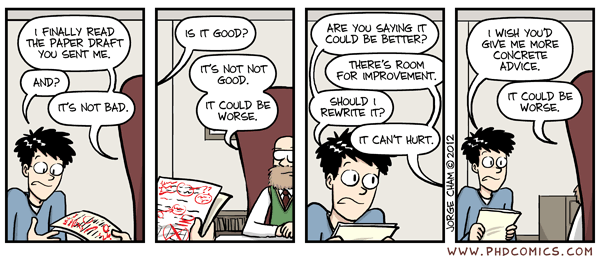 I FINALLY READ
THE PAPER DRAFT
YOU SENT ME.
AND?
IT'S NOT BAD.
IS IT GOOD?
IT'S NOT NOT
GOOD.
IT COULD BE
WORSE.
ARE YOU SAYING IT
COULD BE BETTER?
THERE'S ROOM
FOR IMPROVEMENT.
SHOULD I
REWRITE IT?
IT CAN'T HURT.
I WISH YOU'D
GIVE ME MORE
CONCRETE
ADVICE.
IT COULD BE
WORSE.
JORGE CHAM © 2012
WWW.PHDCOMICS.COM